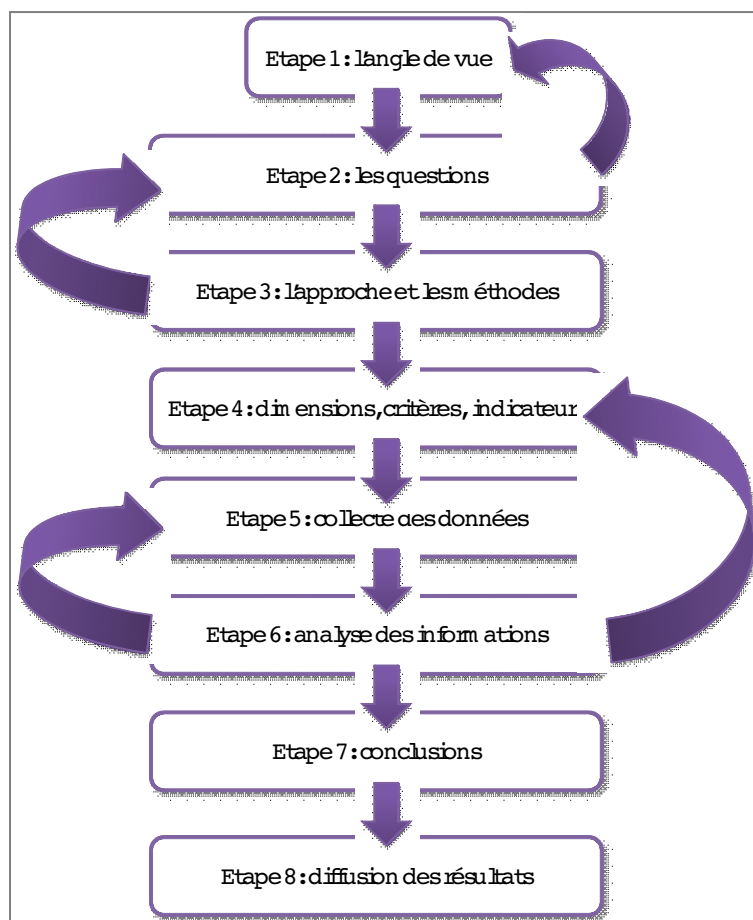 Etape 1 : l'angle de vue
Etape 2 : les questions
Etape 3 : l'approche et les méthodes
Etape 4 : dimensions, critères, indicateur
Etape 5 : collecte des données
Etape 6 : analyse des informations
Etape 7 : conclusions
Etape 8 : diffusion des résultats